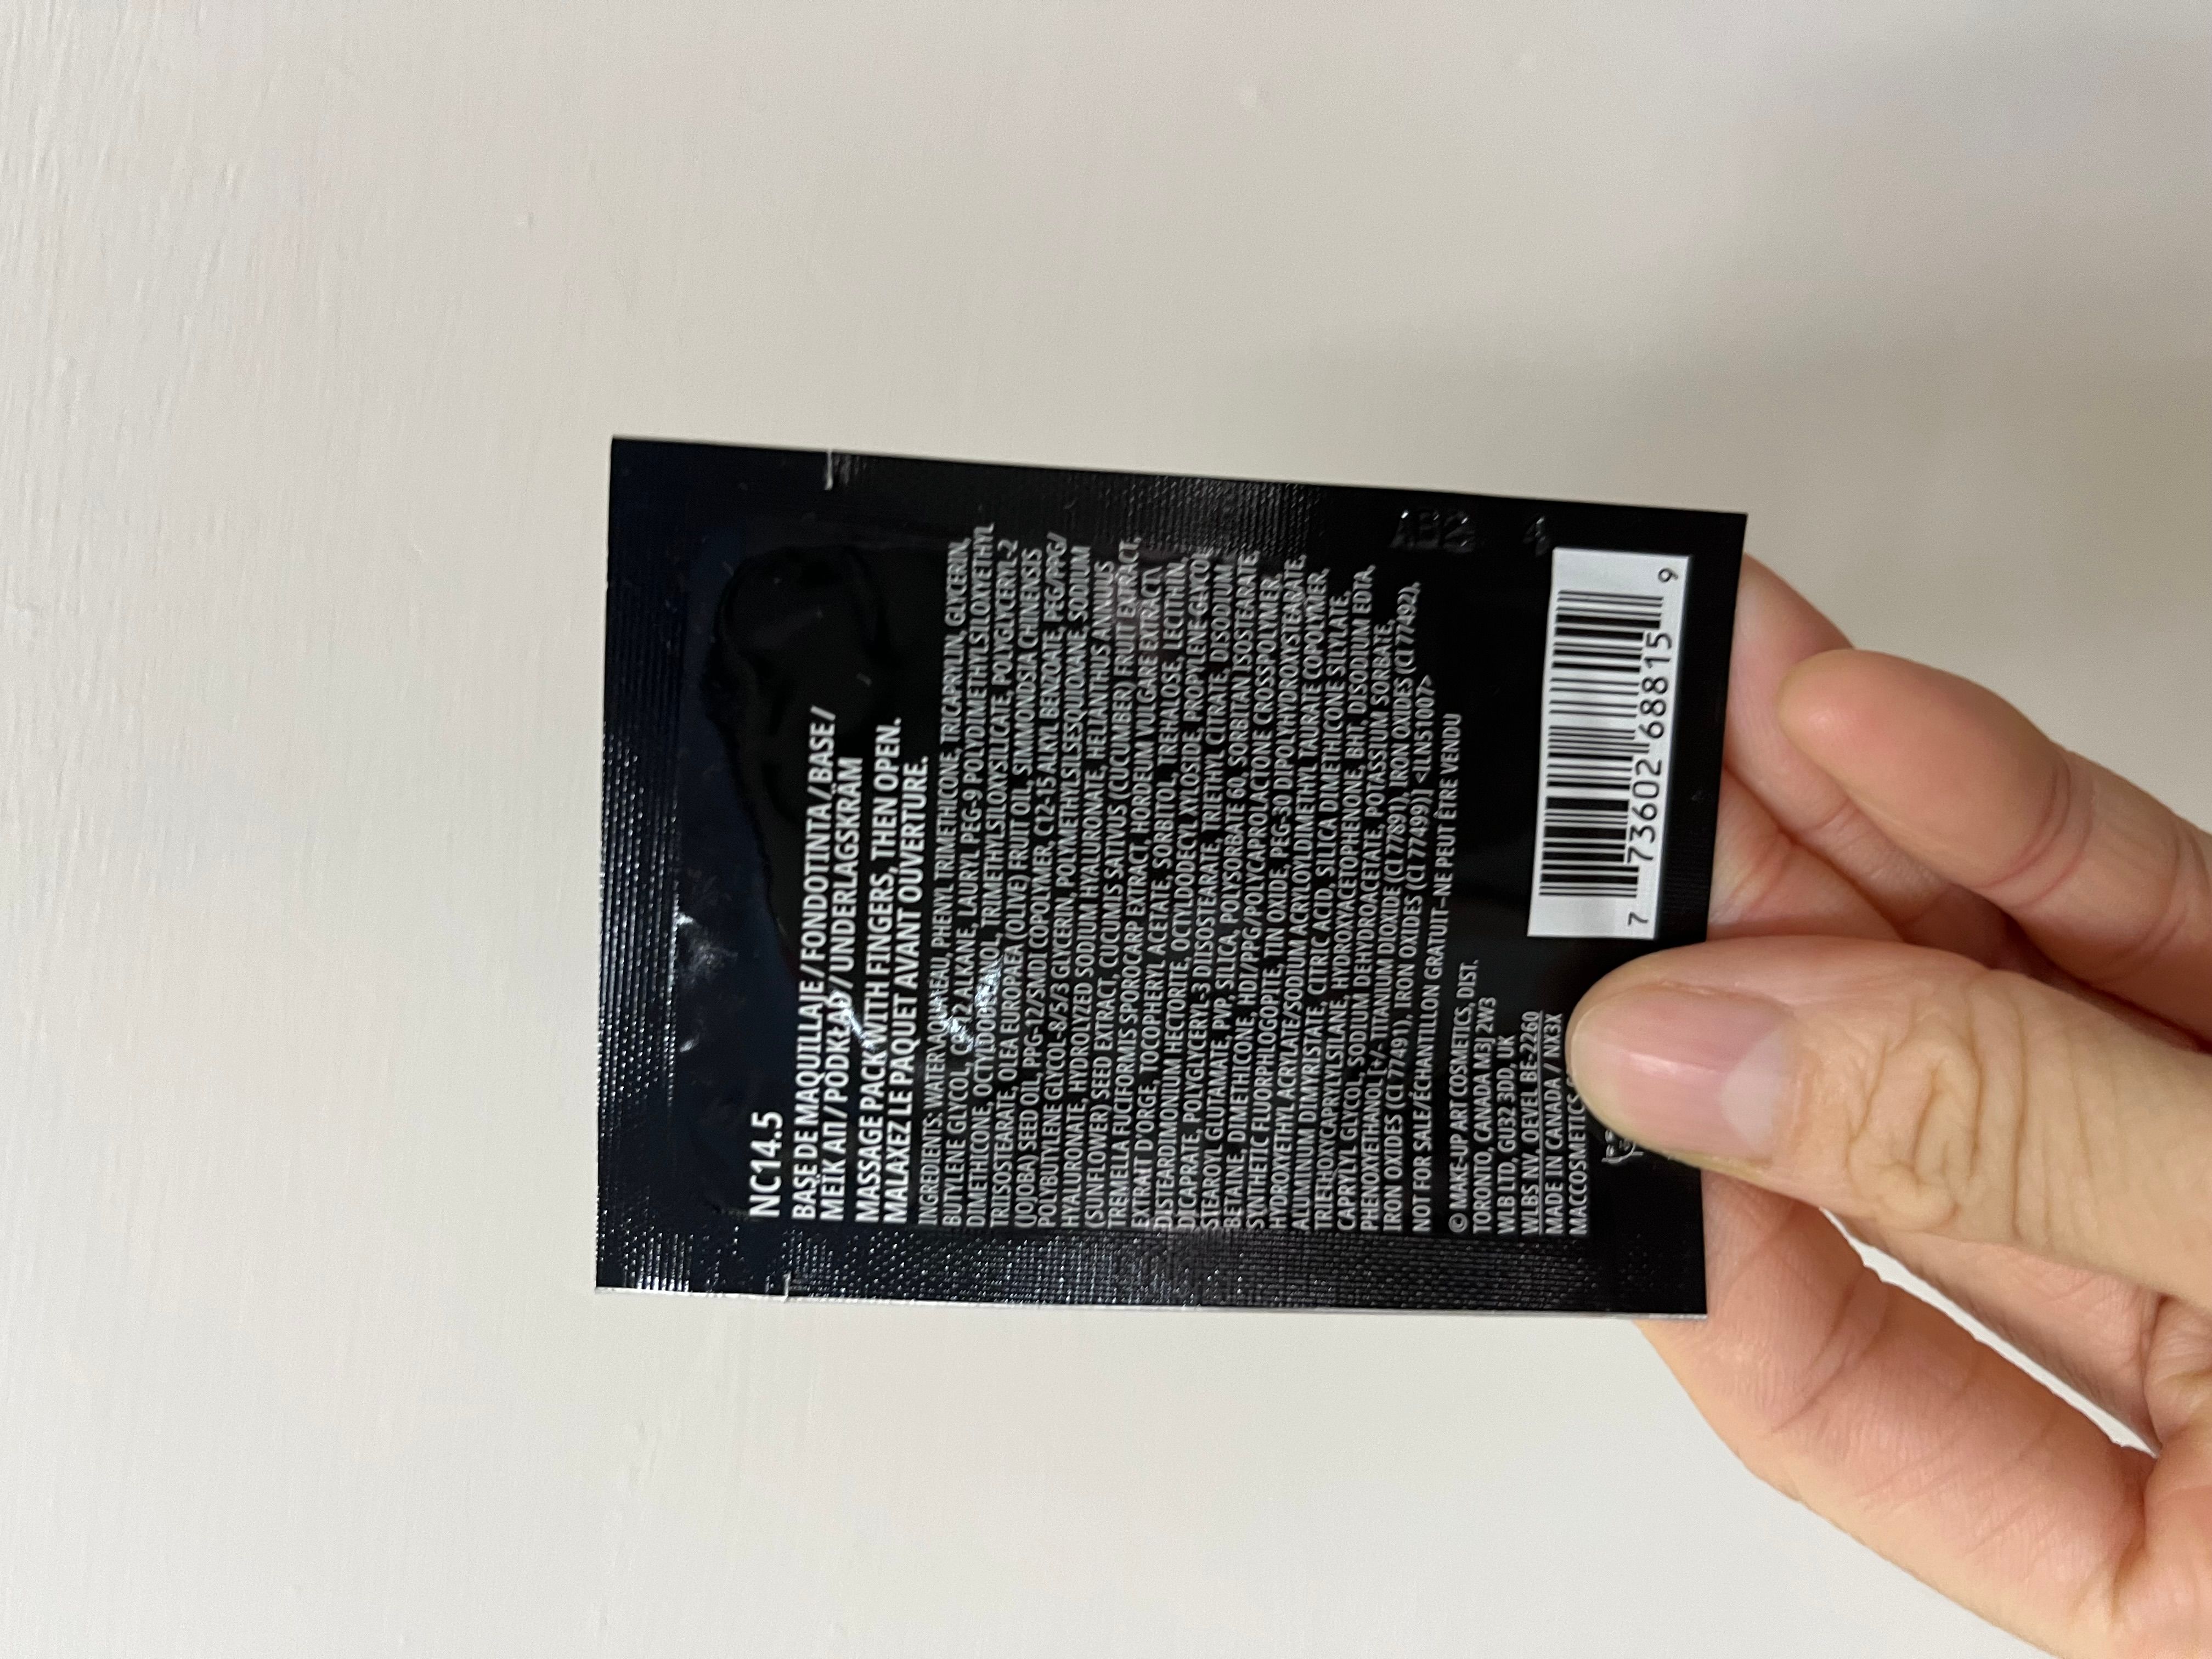 NC14.5
BASE DE MAQUILLAJE / FONDOTINTA / BASE /
МЕЙК АП / PODKŁAD / UNDERLAGSKRÄM
MASSAGE PACK WITH FINGERS, THEN OPEN.
MALAXEZ LE PAQUET AVANT OUVERTURE.
INGREDIENTS: WATER\AQUA\EAU, PHENYL TRIMETHICONE, TRICAPRYLIN, GLYCERIN,
BUTYLENE GLYCOL, ALKANE, LAURYL PEG-9 POLYDIMETHYLSILOXYETHYL
DIMETHICONE, OCTYLDODECANOL, TRIMETHYLSILOXYSILICATE, POLYGLYCERYL-2
TRIISOSTEARATE, OLEA EUROPAEA (OLIVE) FRUIT OIL, SIMMONDSIA CHINENSIS
(JOJOBA) SEED OIL, PPG-12/SMDI COPOLYMER, C12-15 ALKYL BENZOATE, PEG/PPG/
POLYBUTYLENE GLYCOL-8/5/3 GLYCERIN, POLYMETHYLSILSESQUIOXANE, SODIUM
HYALURONATE, HYDROLYZED SODIUM HYALURONATE, HELIANTHUS ANNUUS
(SUNFLOWER) SEED EXTRACT, CUCUMIS SATIVUS (CUCUMBER) FRUIT EXTRACT,
TREMELLA FUCIFORMIS SPOROCARP EXTRACT, HORDEUM VULGARE EXTRACT\
EXTRAIT D'ORGE, TOCOPHERYL ACETATE, SORBITOL, TREHALOSE, LECITHIN,
DISTEARDIMONIUM HECTORITE, OCTYLDODECYL XYLOSIDE, PROPYLENE GLYCOL
DICAPRATE, POLYGLYCERYL-3 DIISOSTEARATE, TRIETHYL CITRATE, DISODIUM
STEAROYL GLUTAMATE, PVP, SILICA, POLYSORBATE 60, SORBITAN ISOSTEARATE,
BETAINE, DIMETHICONE, HDI/PPG/POLYCAPROLACTONE CROSSPOLYMER,
SYNTHETIC FLUORPHLOGOPITE, TIN OXIDE, PEG-30 DIPOLYHYDROXYSTEARATE,
HYDROXYETHYL ACRYLATE/SODIUM ACRYLOYLDIMETHYL TAURATE COPOLYMER,
ALUMINUM DIMYRISTATE, CITRIC ACID, SILICA DIMETHICONE SILYLATE,
TRIETHOXYCAPRYLYLSILANE, HYDROXYACETOPHENONE, BHT, DISODIUM EDTA,
CAPRYLYL GLYCOL, SODIUM DEHYDROACETATE, POTASSIUM SORBATE,
PHENOXYETHANOL [+/- TITANIUM DIOXIDE (CI 77891), IRON OXIDES (CI 77492),
IRON OXIDES (CI 77491), IRON OXIDES (CI 77499)] <ILN51007>
NOT FOR SALE/ÉCHANTILLON GRATUIT–NE PEUT ÊTRE VENDU
© MAKE-UP ART COSMETICS, DIST.
TORONTO, CANADA M3J 2W3
WLB LTD, GU32 3DD, UK
WLBS NV, OEVEL BE-2260
MADE IN CANADA /
MACCOSMETICS
7 73602 68815 9